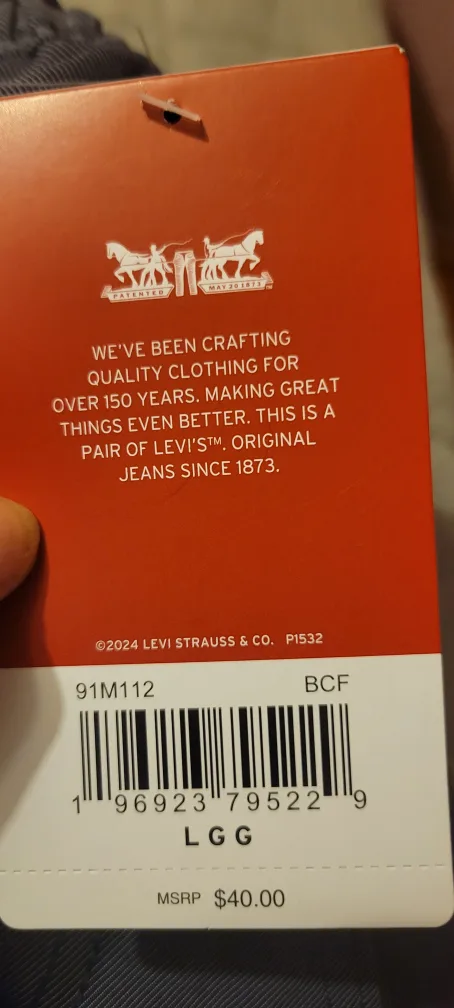 PATENTED MAY 20 1873
WE'VE BEEN CRAFTING
QUALITY CLOTHING FOR
OVER 150 YEARS. MAKING GREAT
THINGS EVEN BETTER. THIS IS A
PAIR OF LEVI'S™. ORIGINAL
JEANS SINCE 1873.
©2024 LEVI STRAUSS & CO. P1532
91M112 BCF
1 96923 79522 9
LGG
MSRP $40.00